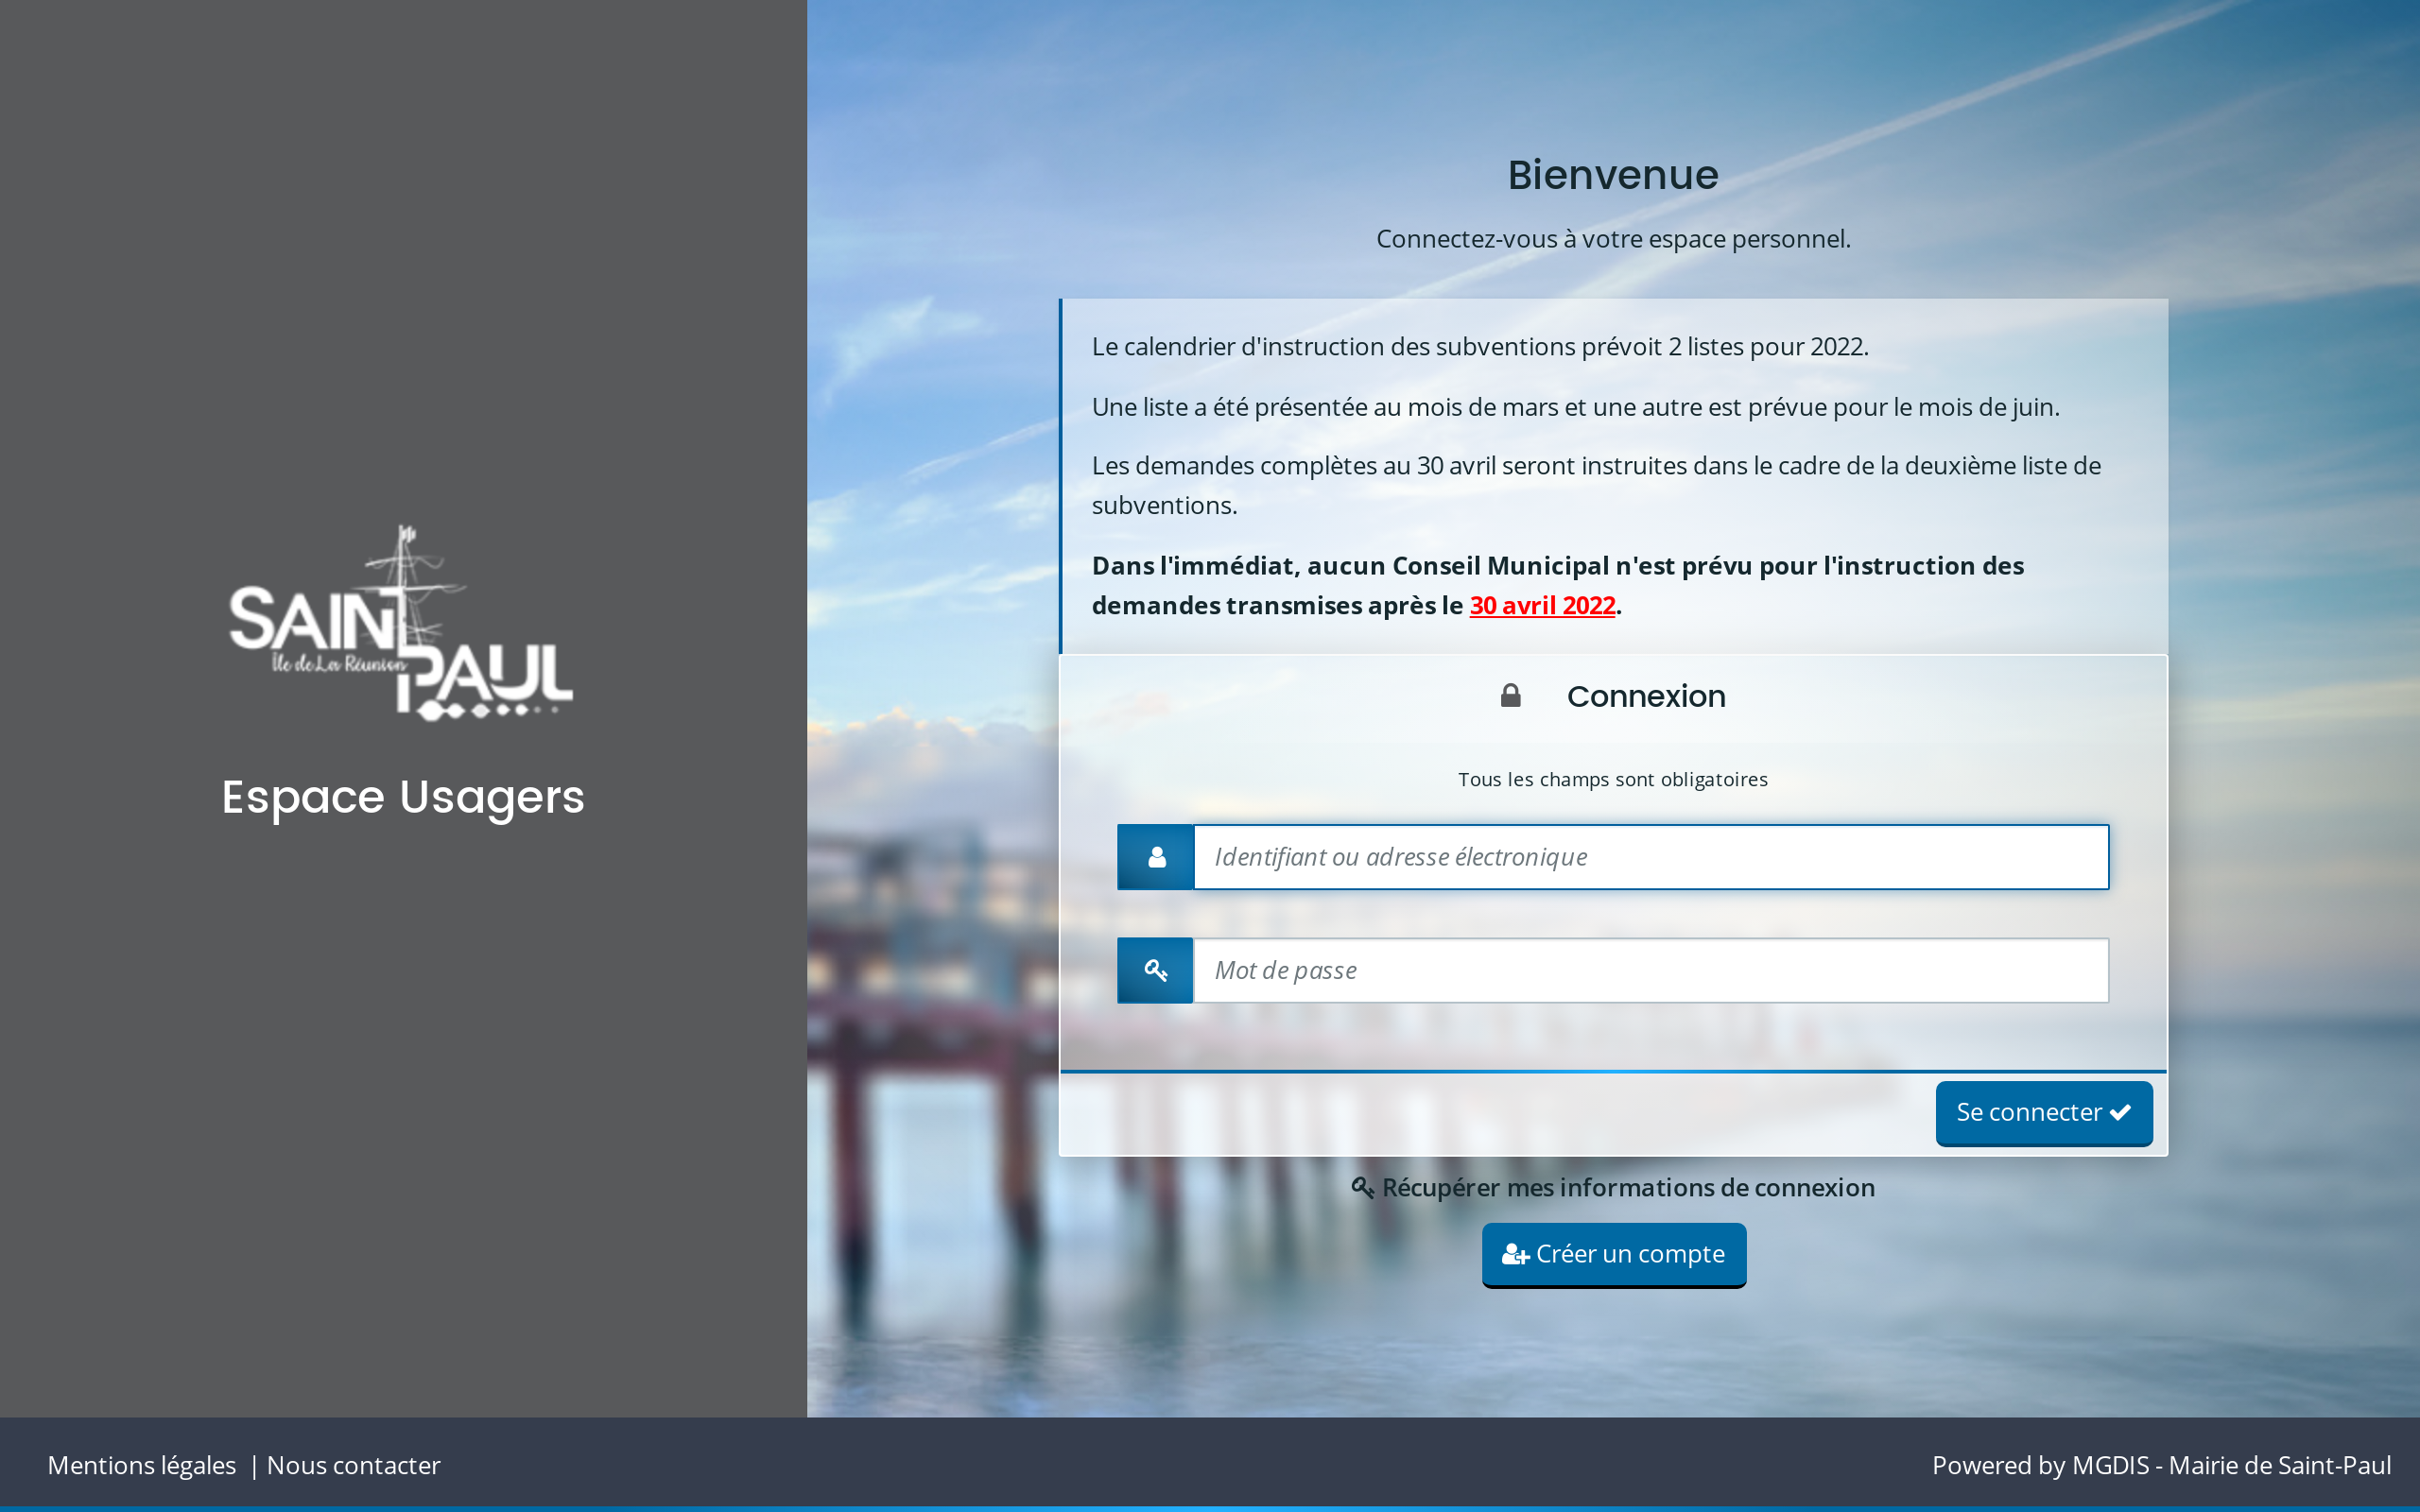 SAINT
Île de La Réunion
PAUL
Espace Usagers
Bienvenue
Connectez-vous à votre espace personnel.
Le calendrier d'instruction des subventions prévoit 2 listes pour 2022.
Une liste a été présentée au mois de mars et une autre est prévue pour le mois de juin.
Les demandes complètes au 30 avril seront instruites dans le cadre de la deuxième liste de
subventions.
Dans l'immédiat, aucun Conseil Municipal n'est prévu pour l'instruction des
demandes transmises après le 30 avril 2022.
Connexion
Tous les champs sont obligatoires
Identifiant ou adresse électronique
Mot de passe
Se connecter
Récupérer mes informations de connexion
Créer un compte
Mentions légales | Nous contacter
Powered by MGDIS - Mairie de Saint-Paul